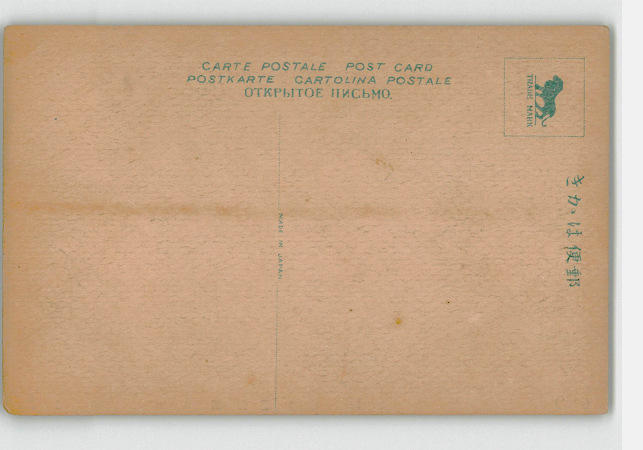 CARTE POSTALE POST CARD
POSTKARTE CARTOLINA POSTALE
ОТКРЫТОЕ ПИСЬМО.
TRADE MARK
きかゝは便郵
MADE IN JAPAN